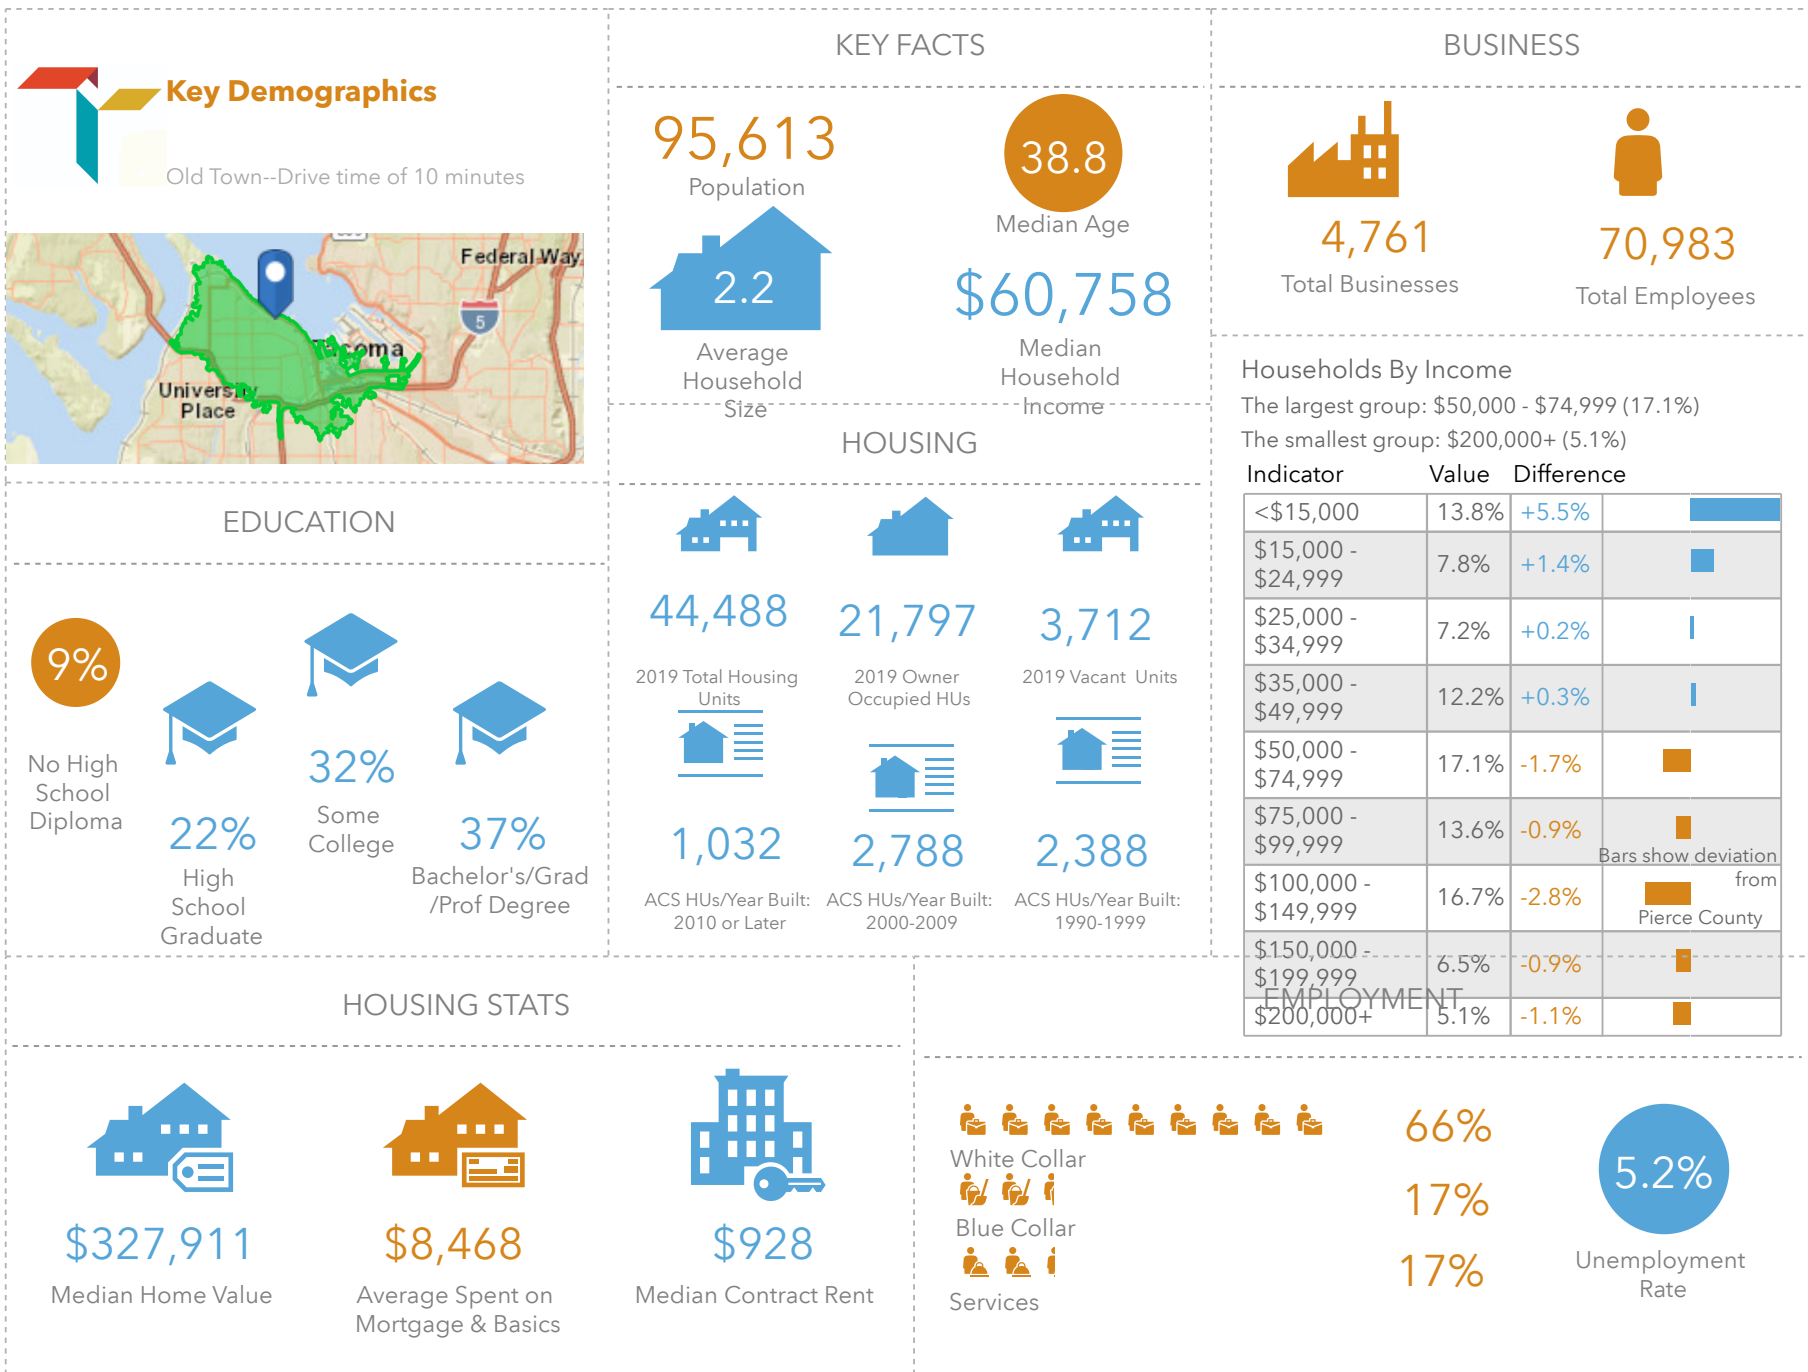 Key Demographics
Old Town--Drive time of 10 minutes
Federal Way
5
Tacoma
University
Place
KEY FACTS
95,613
Population
38.8
Median Age
2.2
Average
Household
Size
$60,758
Median
Household
Income
BUSINESS
4,761
Total Businesses
70,983
Total Employees
Households By Income
The largest group: $50,000 - $74,999 (17.1%)
The smallest group: $200,000+ (5.1%)
Indicator Value Difference
<$15,000 13.8% +5.5%
$15,000 -
$24,999 7.8% +1.4%
$25,000 -
$34,999 7.2% +0.2%
$35,000 -
$49,999 12.2% +0.3%
$50,000 -
$74,999 17.1% -1.7%
$75,000 -
$99,999 13.6% -0.9%
$100,000 -
$149,999 16.7% -2.8%
$150,000 -
$199,999 6.5% -0.9%
$200,000+ 5.1% -1.1%
Bars show deviation
from
Pierce County
EDUCATION
9%
No High
School
Diploma
22%
High
School
Graduate
32%
Some
College
37%
Bachelor's/Grad
/Prof Degree
HOUSING
44,488
2019 Total Housing
Units
21,797
2019 Owner
Occupied HUs
3,712
2019 Vacant Units
1,032
ACS HUs/Year Built:
2010 or Later
2,788
ACS HUs/Year Built:
2000-2009
2,388
ACS HUs/Year Built:
1990-1999
HOUSING STATS
$327,911
Median Home Value
$8,468
Average Spent on
Mortgage & Basics
$928
Median Contract Rent
EMPLOYMENT
White Collar
66%
Blue Collar
17%
Services
17%
5.2%
Unemployment
Rate